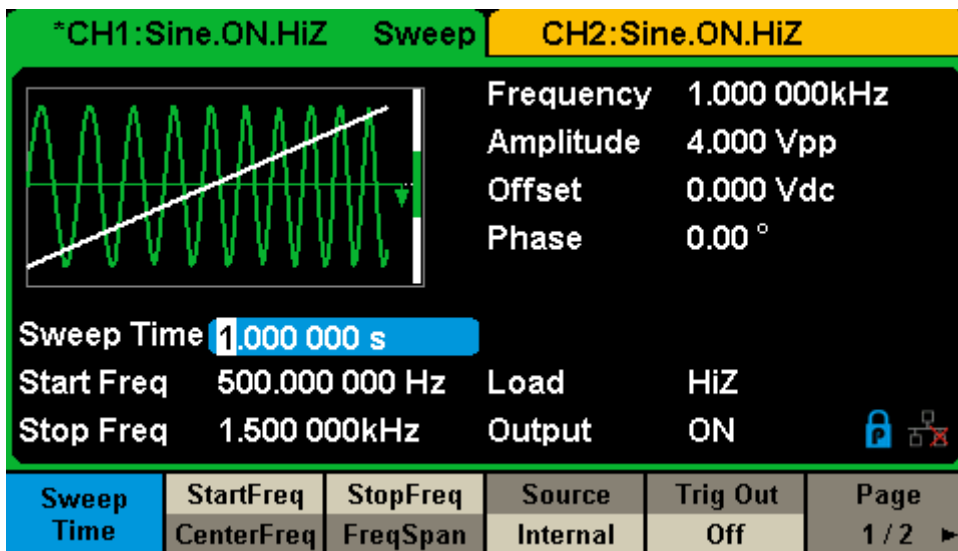 *CH1:Sine.ON.HiZ Sweep CH2:Sine.ON.HiZ
Frequency 1.000 000kHz
Amplitude 4.000 Vpp
Offset 0.000 Vdc
Phase 0.00 °
Sweep Time 1.000 000 s
Start Freq 500.000 000 Hz Load HiZ
Stop Freq 1.500 000kHz Output ON P
Sweep Time
StartFreq CenterFreq
StopFreq FreqSpan
Source Internal
Trig Out Off
Page 1/2 ►